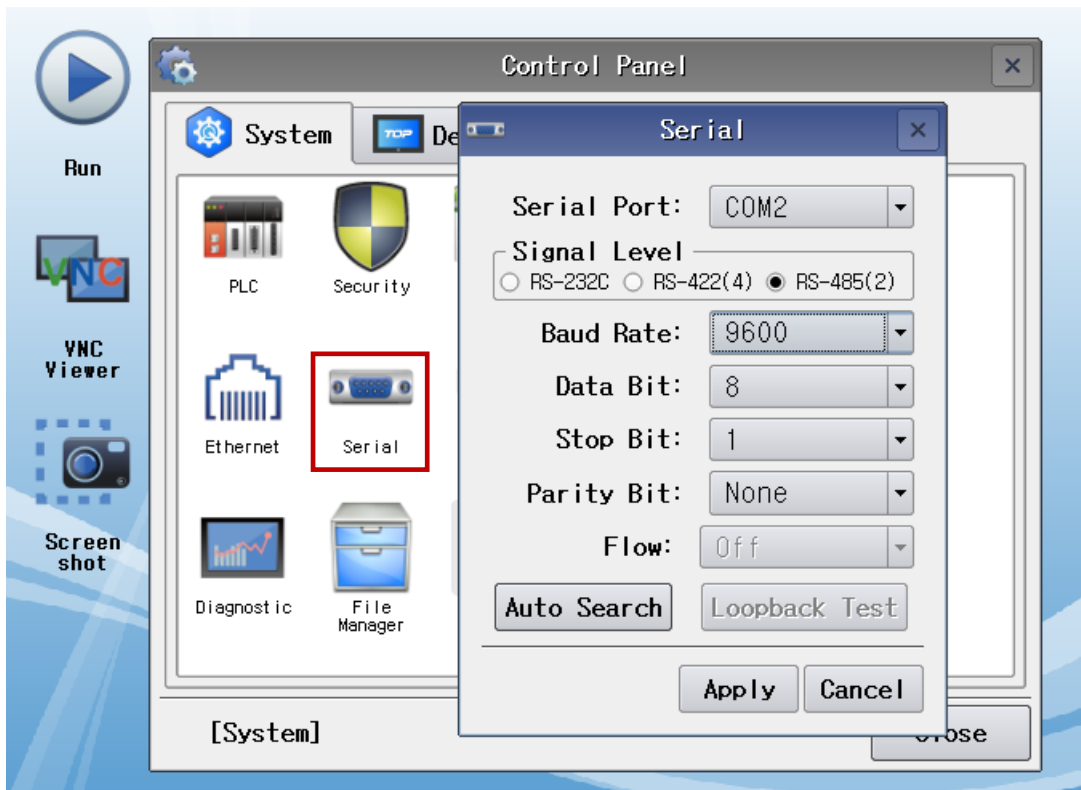 Control Panel
Run
VNC
VNC
Viewer
Screen
shot
System
TOP
De
PLC
Security
Ethernet
Serial
Diagnostic
File
Manager
[System]
Serial
Serial Port:
COM2
Signal Level
RS-232C
RS-422(4)
RS-485(2)
Baud Rate:
9600
Data Bit:
8
Stop Bit:
1
Parity Bit:
None
Flow:
Off
Auto Search
Loopback Test
Apply
Cancel
Close